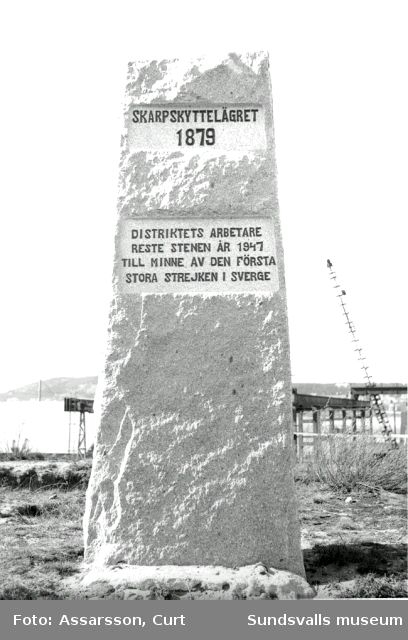 SKARPSKYTTELÄGRET
1879
DISTRIKTETS ARBETARE
RESTE STENEN ÅR 1947
TILL MINNE AV DEN FÖRSTA
STORA STREJKEN I SVERGE
Foto: Assarsson, Curt
Sundsvalls museum